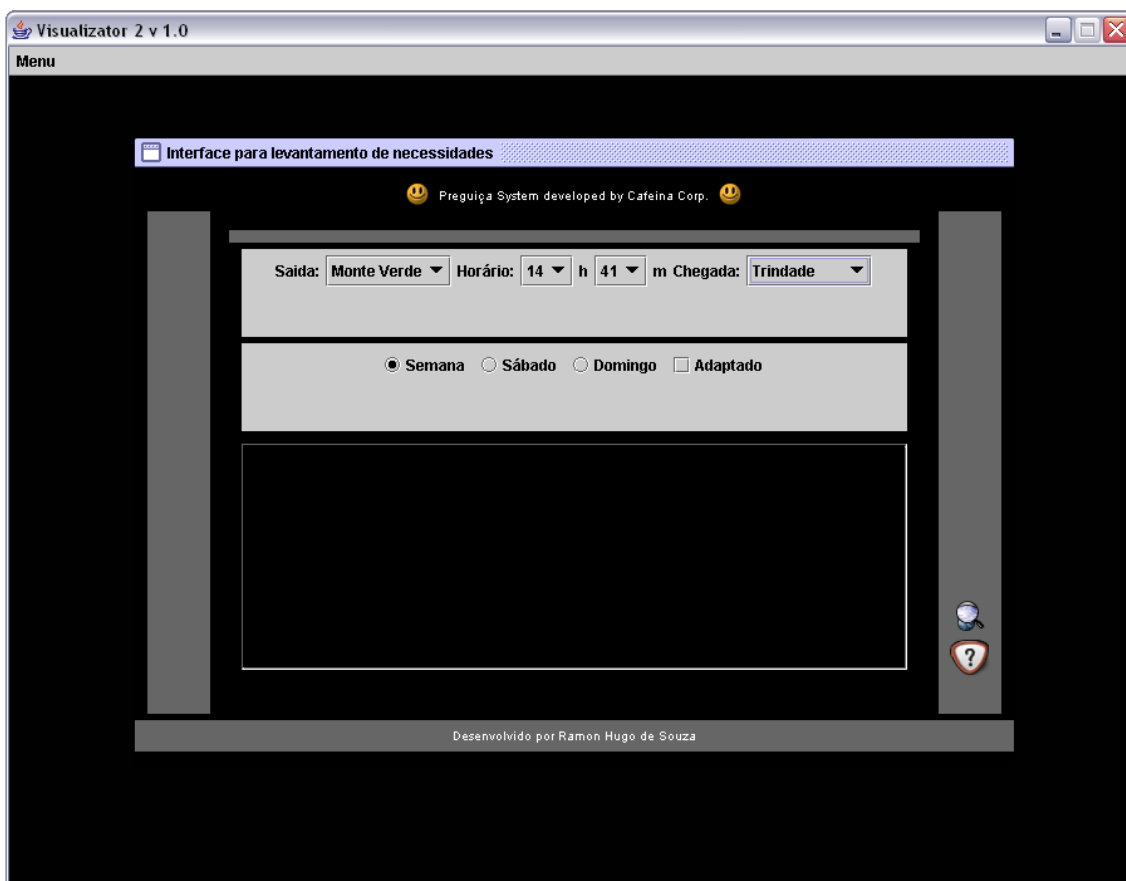 Visualizator 2 v 1.0
Menu
Interface para levantamento de necessidades
Preguiça System developed by Cafeina Corp.
Saida: Monte Verde Horário: 14 h 41 m Chegada: Trindade
Semana Sábado Domingo Adaptado
?
Desenvolvido por Ramon Hugo de Souza